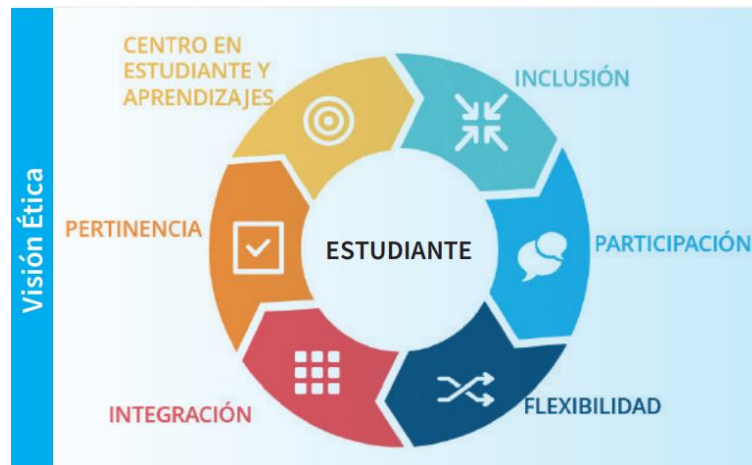 Visión Ética
CENTRO EN
ESTUDIANTE Y
APRENDIZAJES
INCLUSIÓN
PERTINENCIA
ESTUDIANTE
PARTICIPACIÓN
INTEGRACIÓN
FLEXIBILIDAD